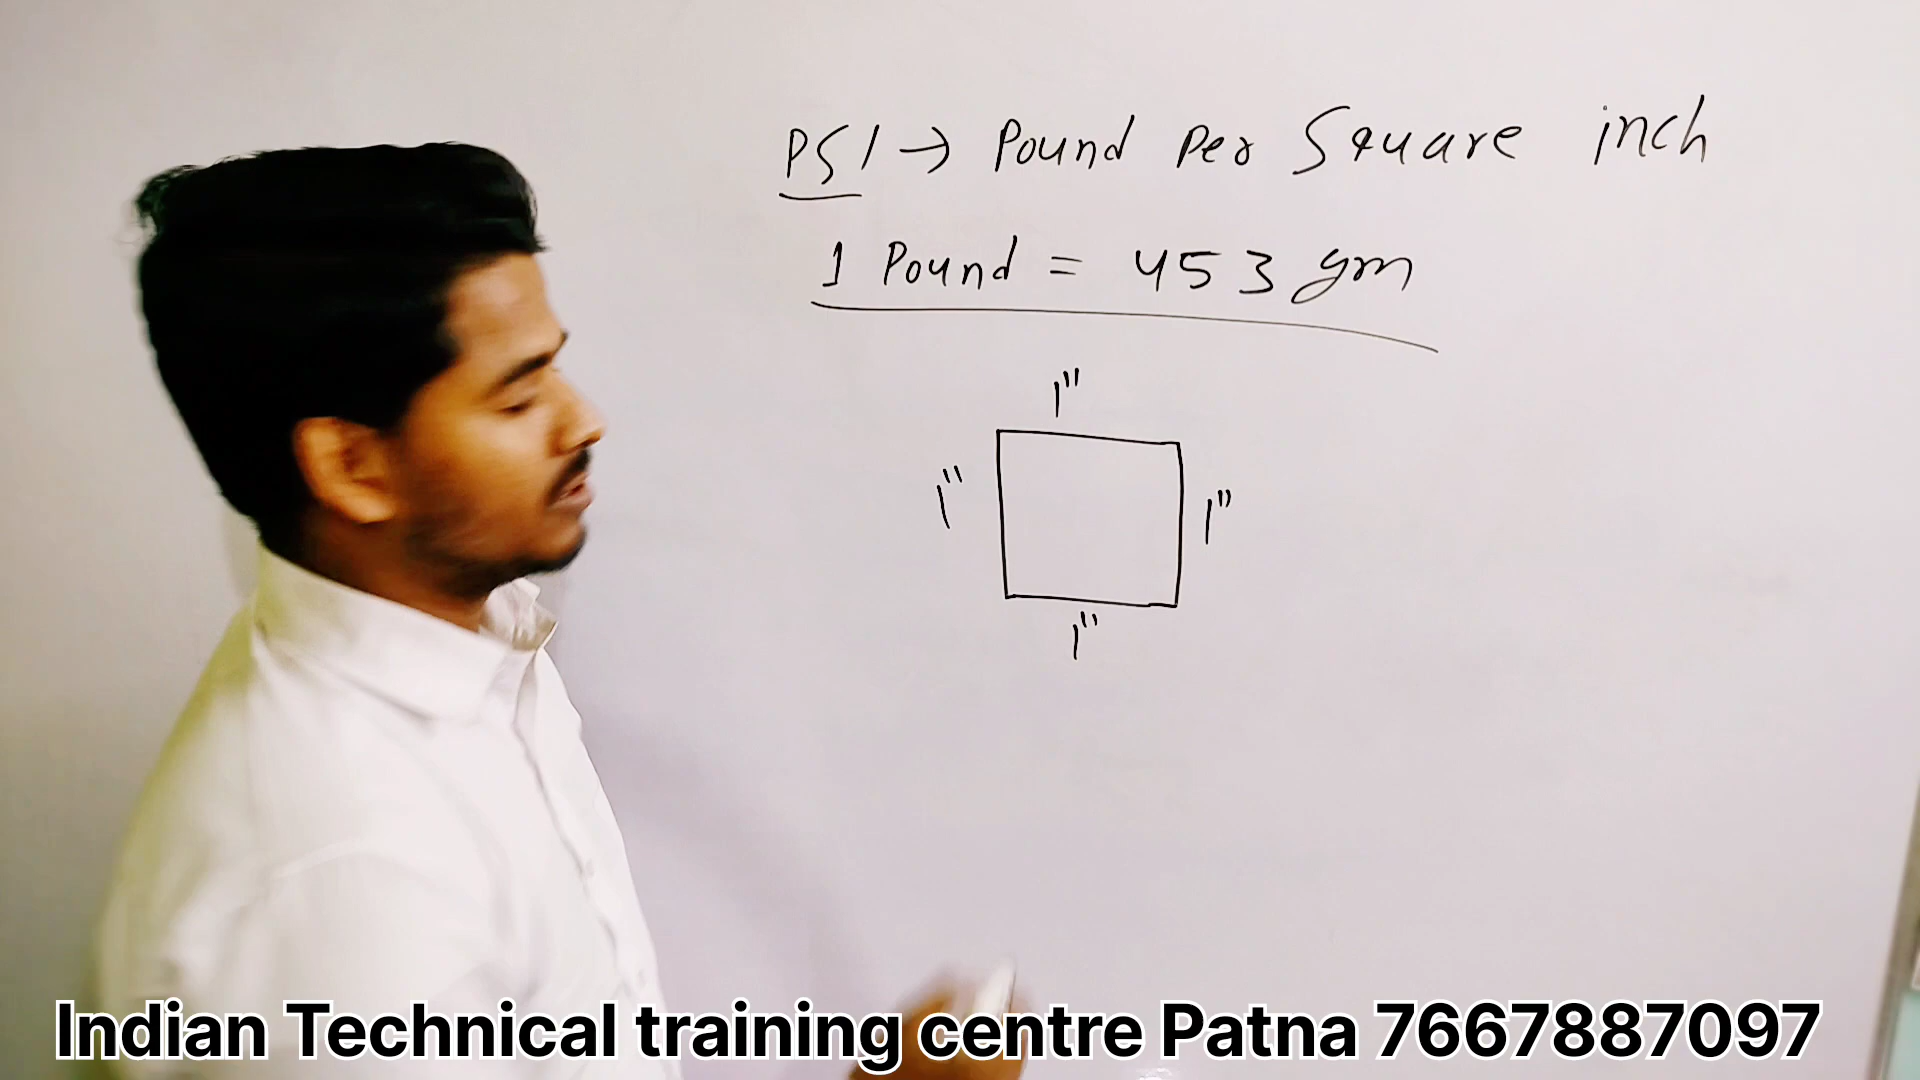 PSI → Pound Per Square inch
1 Pound = 453 gm
1"
1" 1"
1"
Indian Technical training centre Patna 7667887097